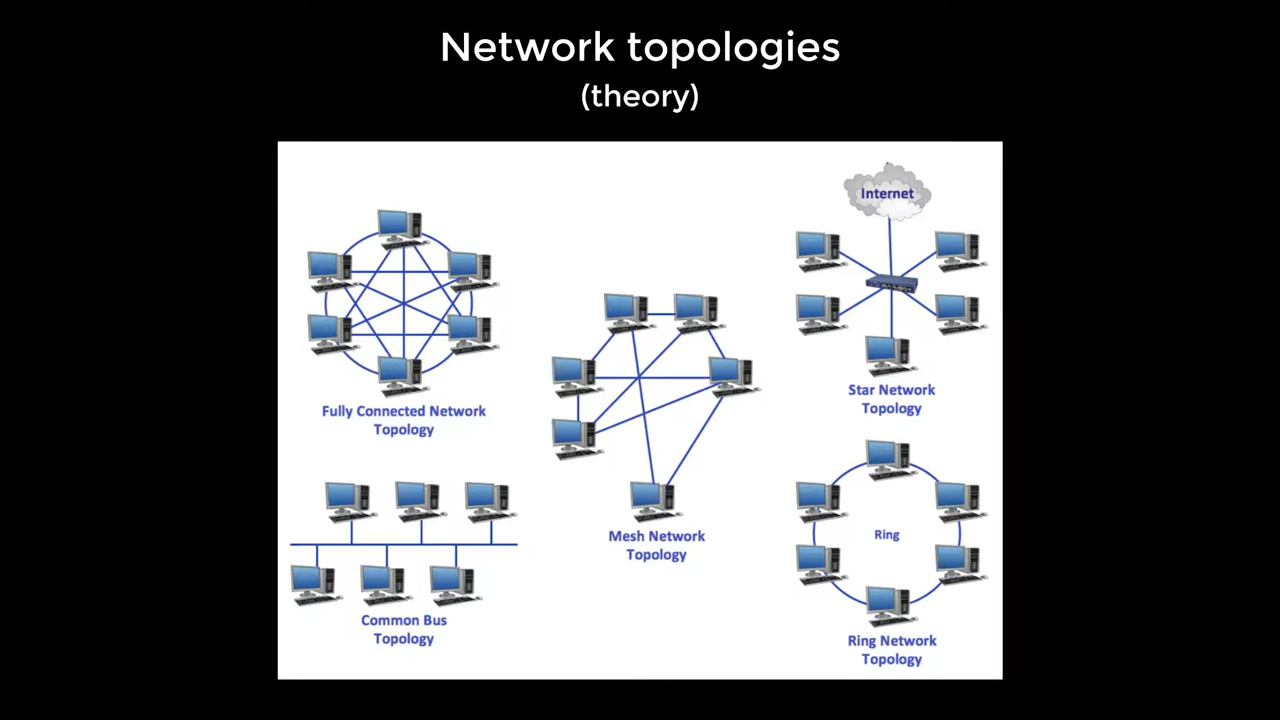 Network topologies
(theory)
Internet
Fully Connected Network
Topology
Star Network
Topology
Mesh Network
Topology
Ring
Common Bus
Topology
Ring Network
Topology